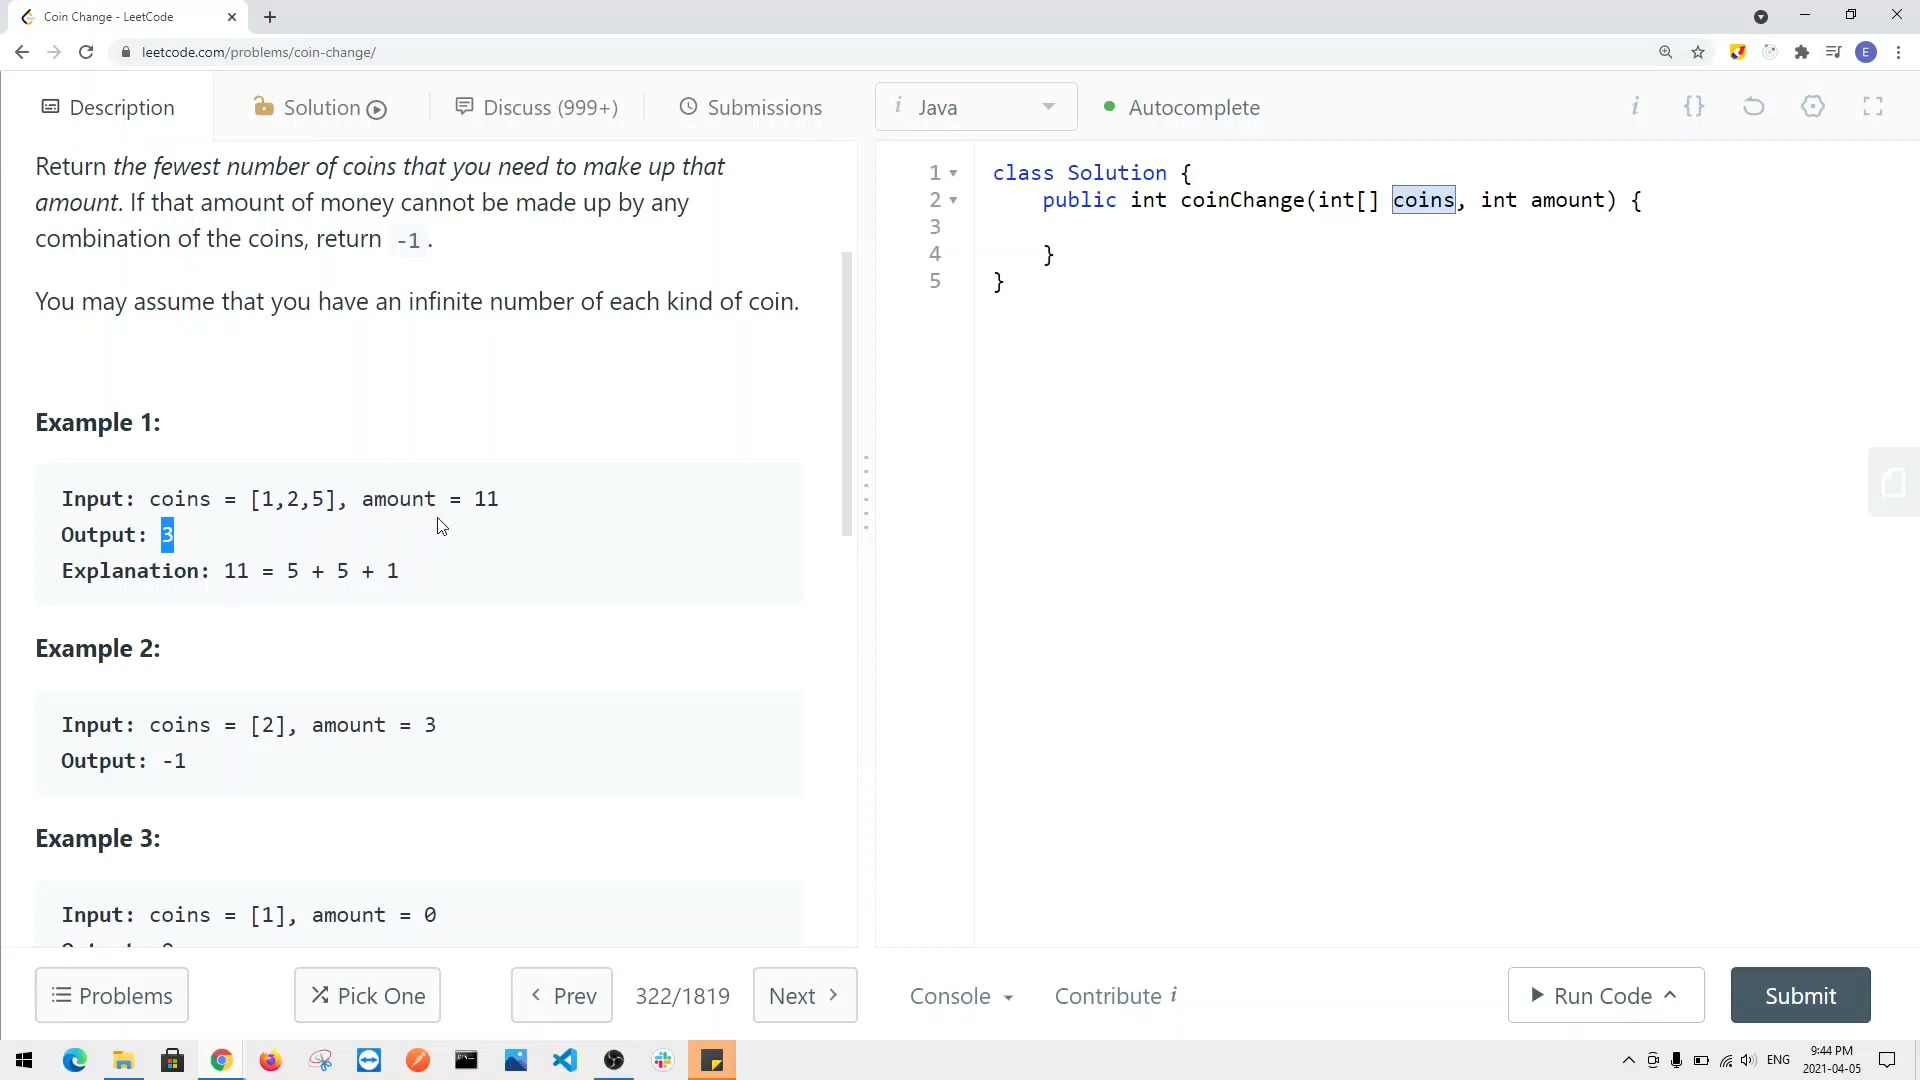 Coin Change - LeetCode
leetcode.com/problems/coin-change/
E
Description
Solution
Discuss (999+)
Submissions
i Java
Autocomplete
i {}
Return the fewest number of coins that you need to make up that
amount. If that amount of money cannot be made up by any
combination of the coins, return -1.
You may assume that you have an infinite number of each kind of coin.
Example 1:
Input: coins = [1,2,5], amount = 11
Output: 3
Explanation: 11 = 5 + 5 + 1
Example 2:
Input: coins = [2], amount = 3
Output: -1
Example 3:
Input: coins = [1], amount = 0
1 class Solution {
2 public int coinChange(int[] coins, int amount) {
3
4 }
5 }
Problems
Pick One
Prev
322/1819
Next
Console
Contribute i
Run Code
Submit
ENG
9:44 PM
2021-04-05